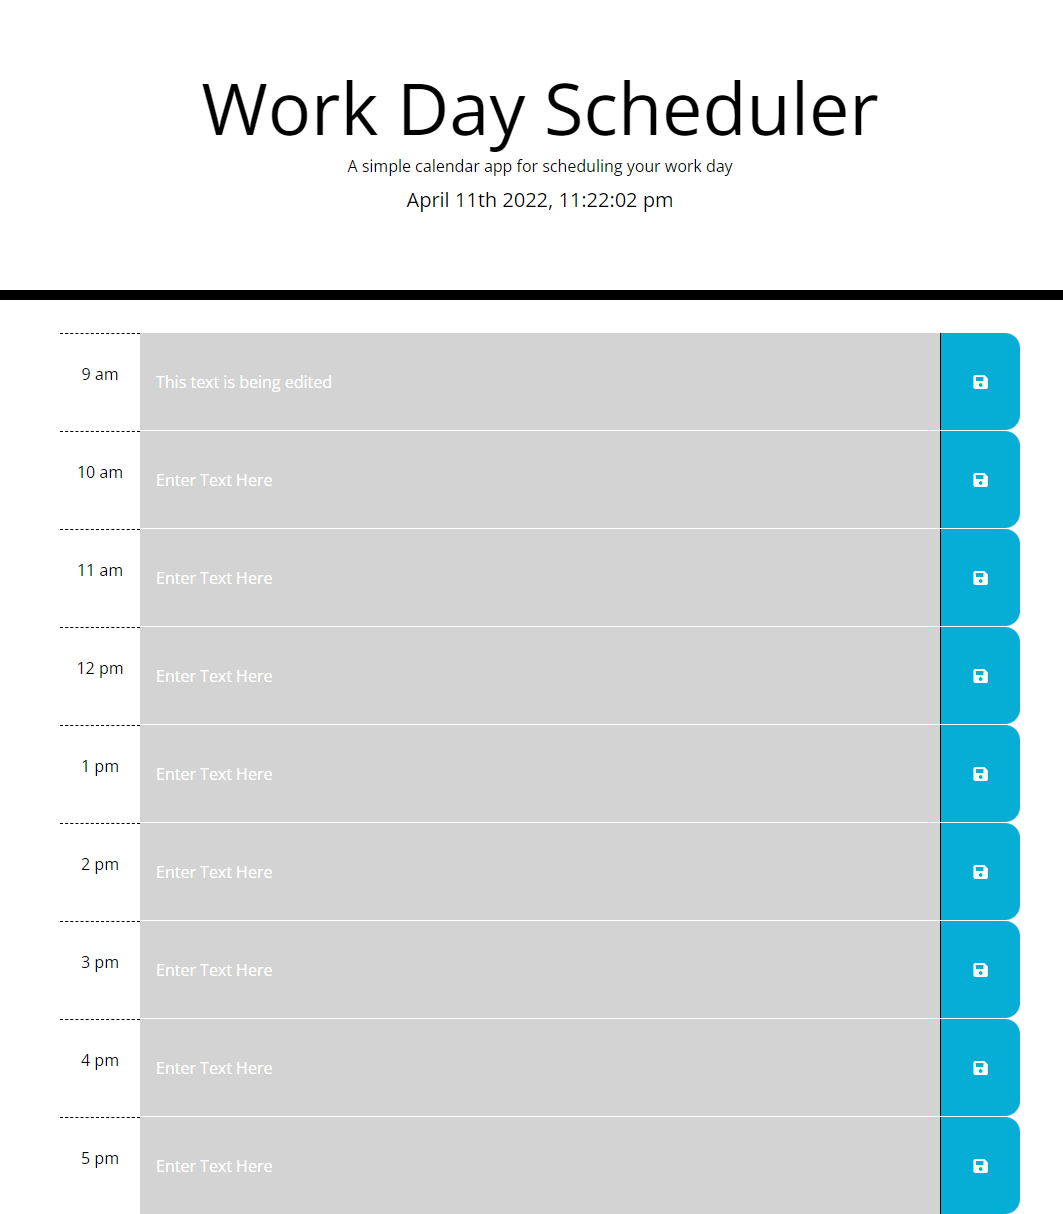 Work Day Scheduler
A simple calendar app for scheduling your work day
April 11th 2022, 11:22:02 pm
9 am
This text is being edited
10 am
Enter Text Here
11 am
Enter Text Here
12 pm
Enter Text Here
1 pm
Enter Text Here
2 pm
Enter Text Here
3 pm
Enter Text Here
4 pm
Enter Text Here
5 pm
Enter Text Here